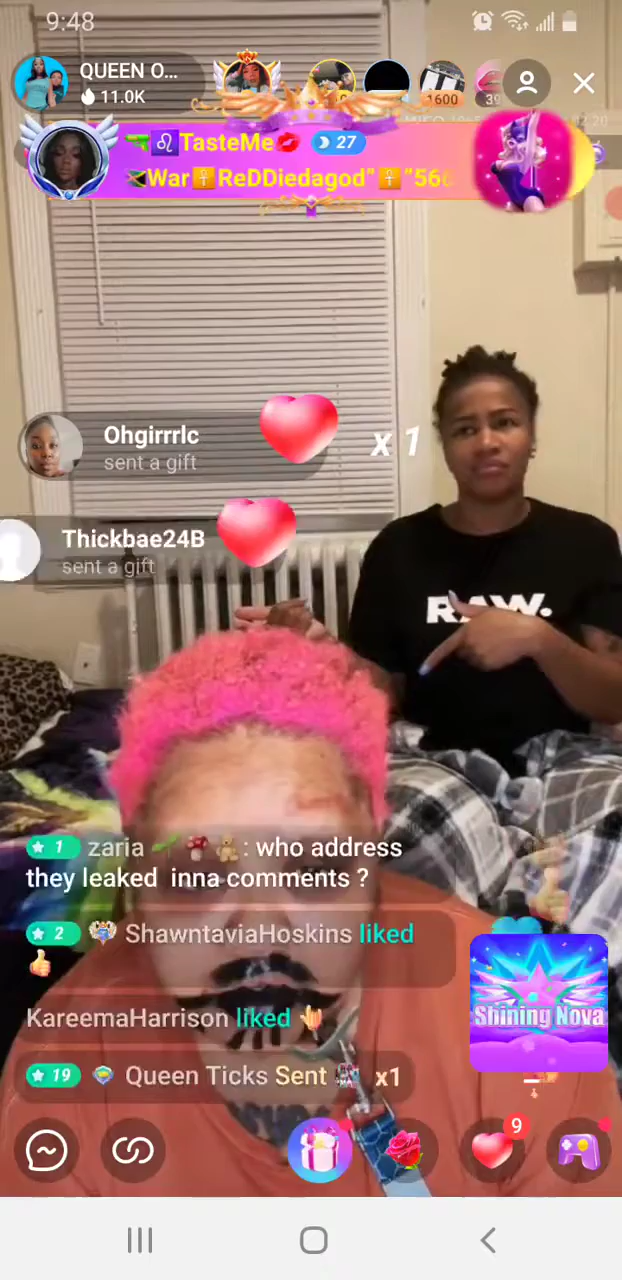 9:48
QUEEN O...
11.0K
1600
39
TasteMe 27
War ReDDiedagod" "56
Ohgirrrlc
sent a gift
x 1
Thickbae24B
sent a gift
RAW.
1 zaria : who address
they leaked inna comments ?
2 ShawntaviaHoskins liked
Shining Nova
KareemaHarrison liked
19 Queen Ticks Sent x1
9